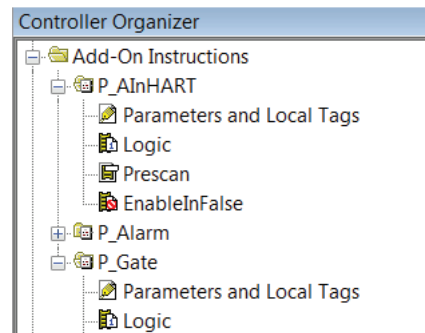 Controller Organizer
Add-On Instructions
P_AInHART
Parameters and Local Tags
Logic
Prescan
EnableInFalse
P_Alarm
P_Gate
Parameters and Local Tags
Logic